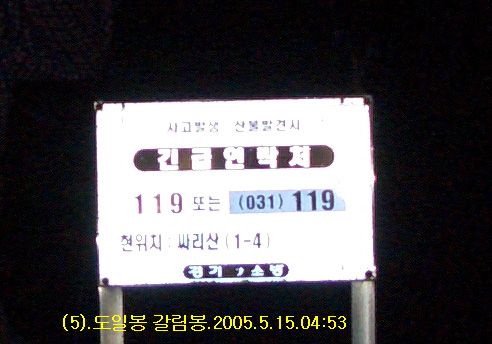 사고발생 산불발견시
긴급연락처
119 또는 (031) 119
현위치 : 싸리산 (1-4)
경기 소방
(5).도일봉 갈림봉.2005.5.15.04:53